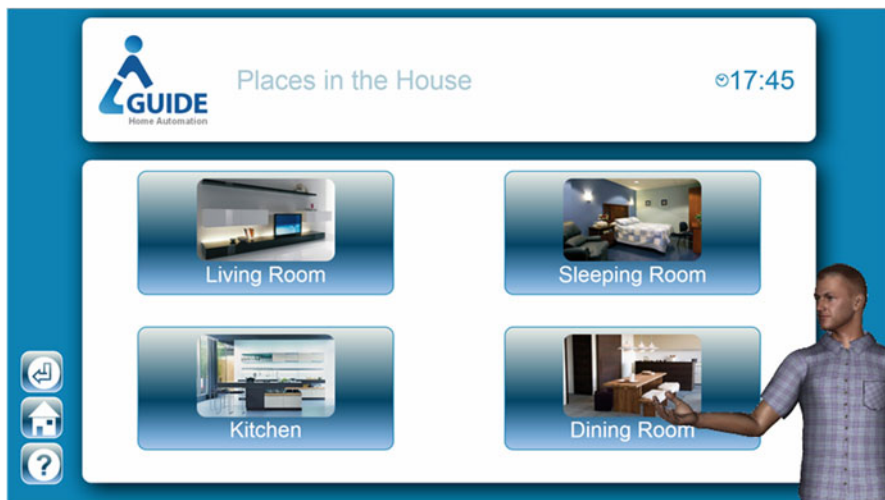 GUIDE
Home Automation
Places in the House
17:45
Living Room
Sleeping Room
Kitchen
Dining Room
?